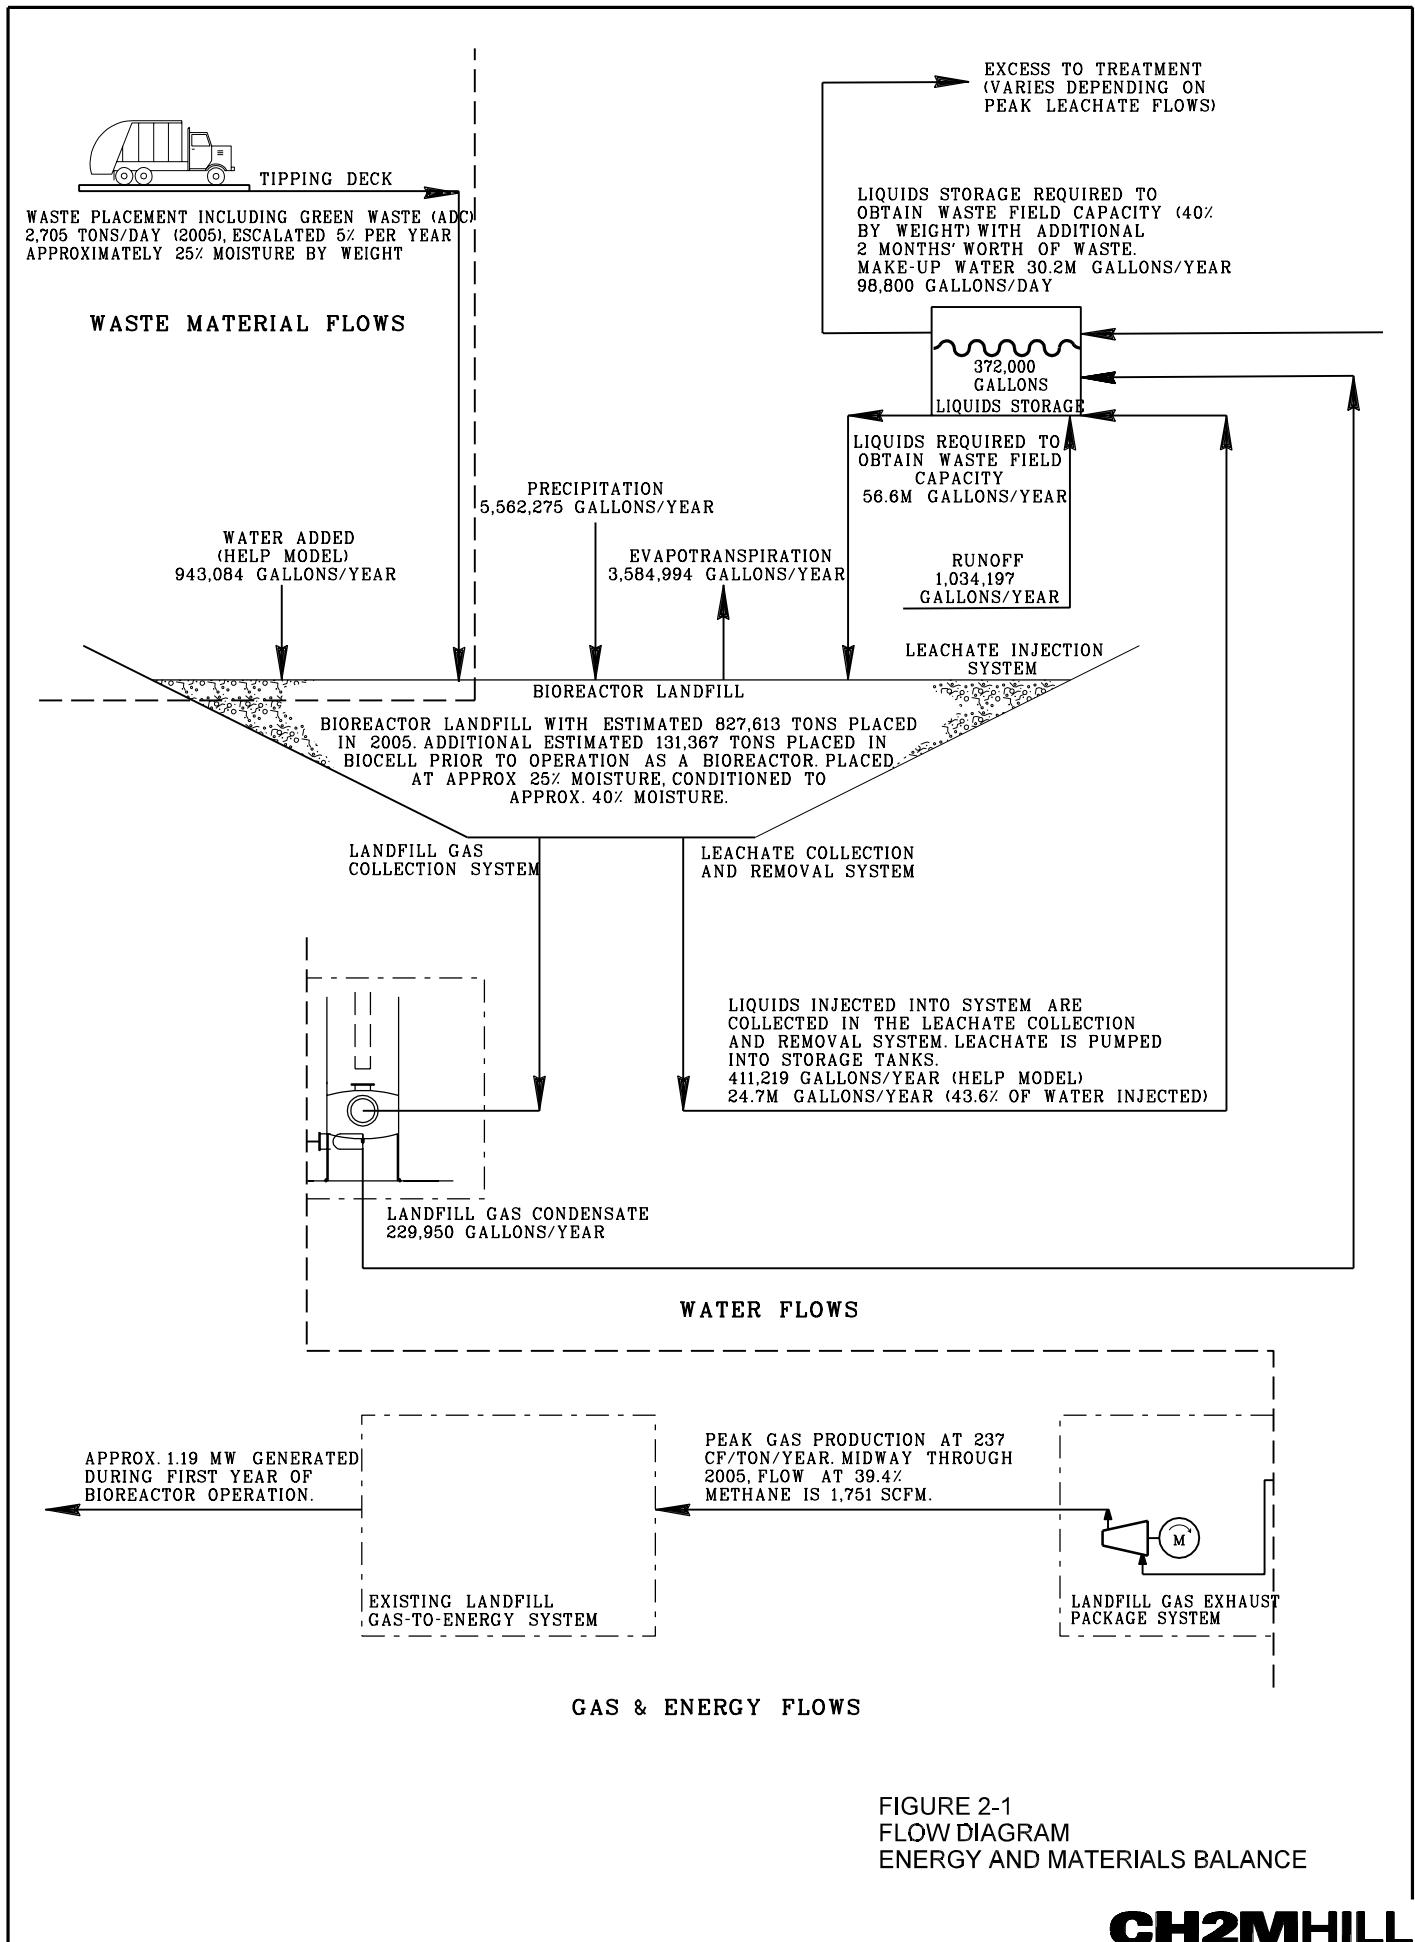 EXCESS TO TREATMENT
(VARIES DEPENDING ON
PEAK LEACHATE FLOWS)
TIPPING DECK
WASTE PLACEMENT INCLUDING GREEN WASTE (ADC)
2,705 TONS/DAY (2005), ESCALATED 5% PER YEAR
APPROXIMATELY 25% MOISTURE BY WEIGHT
WASTE MATERIAL FLOWS
LIQUIDS STORAGE REQUIRED TO
OBTAIN WASTE FIELD CAPACITY (40%
BY WEIGHT) WITH ADDITIONAL
2 MONTHS' WORTH OF WASTE.
MAKE-UP WATER 30.2M GALLONS/YEAR
98,800 GALLONS/DAY
372,000
GALLONS
LIQUIDS STORAGE
LIQUIDS REQUIRED TO
OBTAIN WASTE FIELD
CAPACITY
56.6M GALLONS/YEAR
PRECIPITATION
5,562,275 GALLONS/YEAR
WATER ADDED
(HELP MODEL)
943,084 GALLONS/YEAR
EVAPOTRANSPIRATION
3,584,994 GALLONS/YEAR
RUNOFF
1,034,197
GALLONS/YEAR
LEACHATE INJECTION
SYSTEM
BIOREACTOR LANDFILL
BIOREACTOR LANDFILL WITH ESTIMATED 827,613 TONS PLACED
IN 2005. ADDITIONAL ESTIMATED 131,367 TONS PLACED IN
BIOCELL PRIOR TO OPERATION AS A BIOREACTOR. PLACED
AT APPROX 25% MOISTURE, CONDITIONED TO
APPROX. 40% MOISTURE.
LANDFILL GAS
COLLECTION SYSTEM
LEACHATE COLLECTION
AND REMOVAL SYSTEM
LIQUIDS INJECTED INTO SYSTEM ARE
COLLECTED IN THE LEACHATE COLLECTION
AND REMOVAL SYSTEM. LEACHATE IS PUMPED
INTO STORAGE TANKS.
411,219 GALLONS/YEAR (HELP MODEL)
24.7M GALLONS/YEAR (43.6% OF WATER INJECTED)
LANDFILL GAS CONDENSATE
229,950 GALLONS/YEAR
WATER FLOWS
APPROX. 1.19 MW GENERATED
DURING FIRST YEAR OF
BIOREACTOR OPERATION.
PEAK GAS PRODUCTION AT 237
CF/TON/YEAR. MIDWAY THROUGH
2005, FLOW AT 39.4%
METHANE IS 1,751 SCFM.
M
EXISTING LANDFILL
GAS-TO-ENERGY SYSTEM
LANDFILL GAS EXHAUST
PACKAGE SYSTEM
GAS & ENERGY FLOWS
FIGURE 2-1
FLOW DIAGRAM
ENERGY AND MATERIALS BALANCE
CH2MHILL